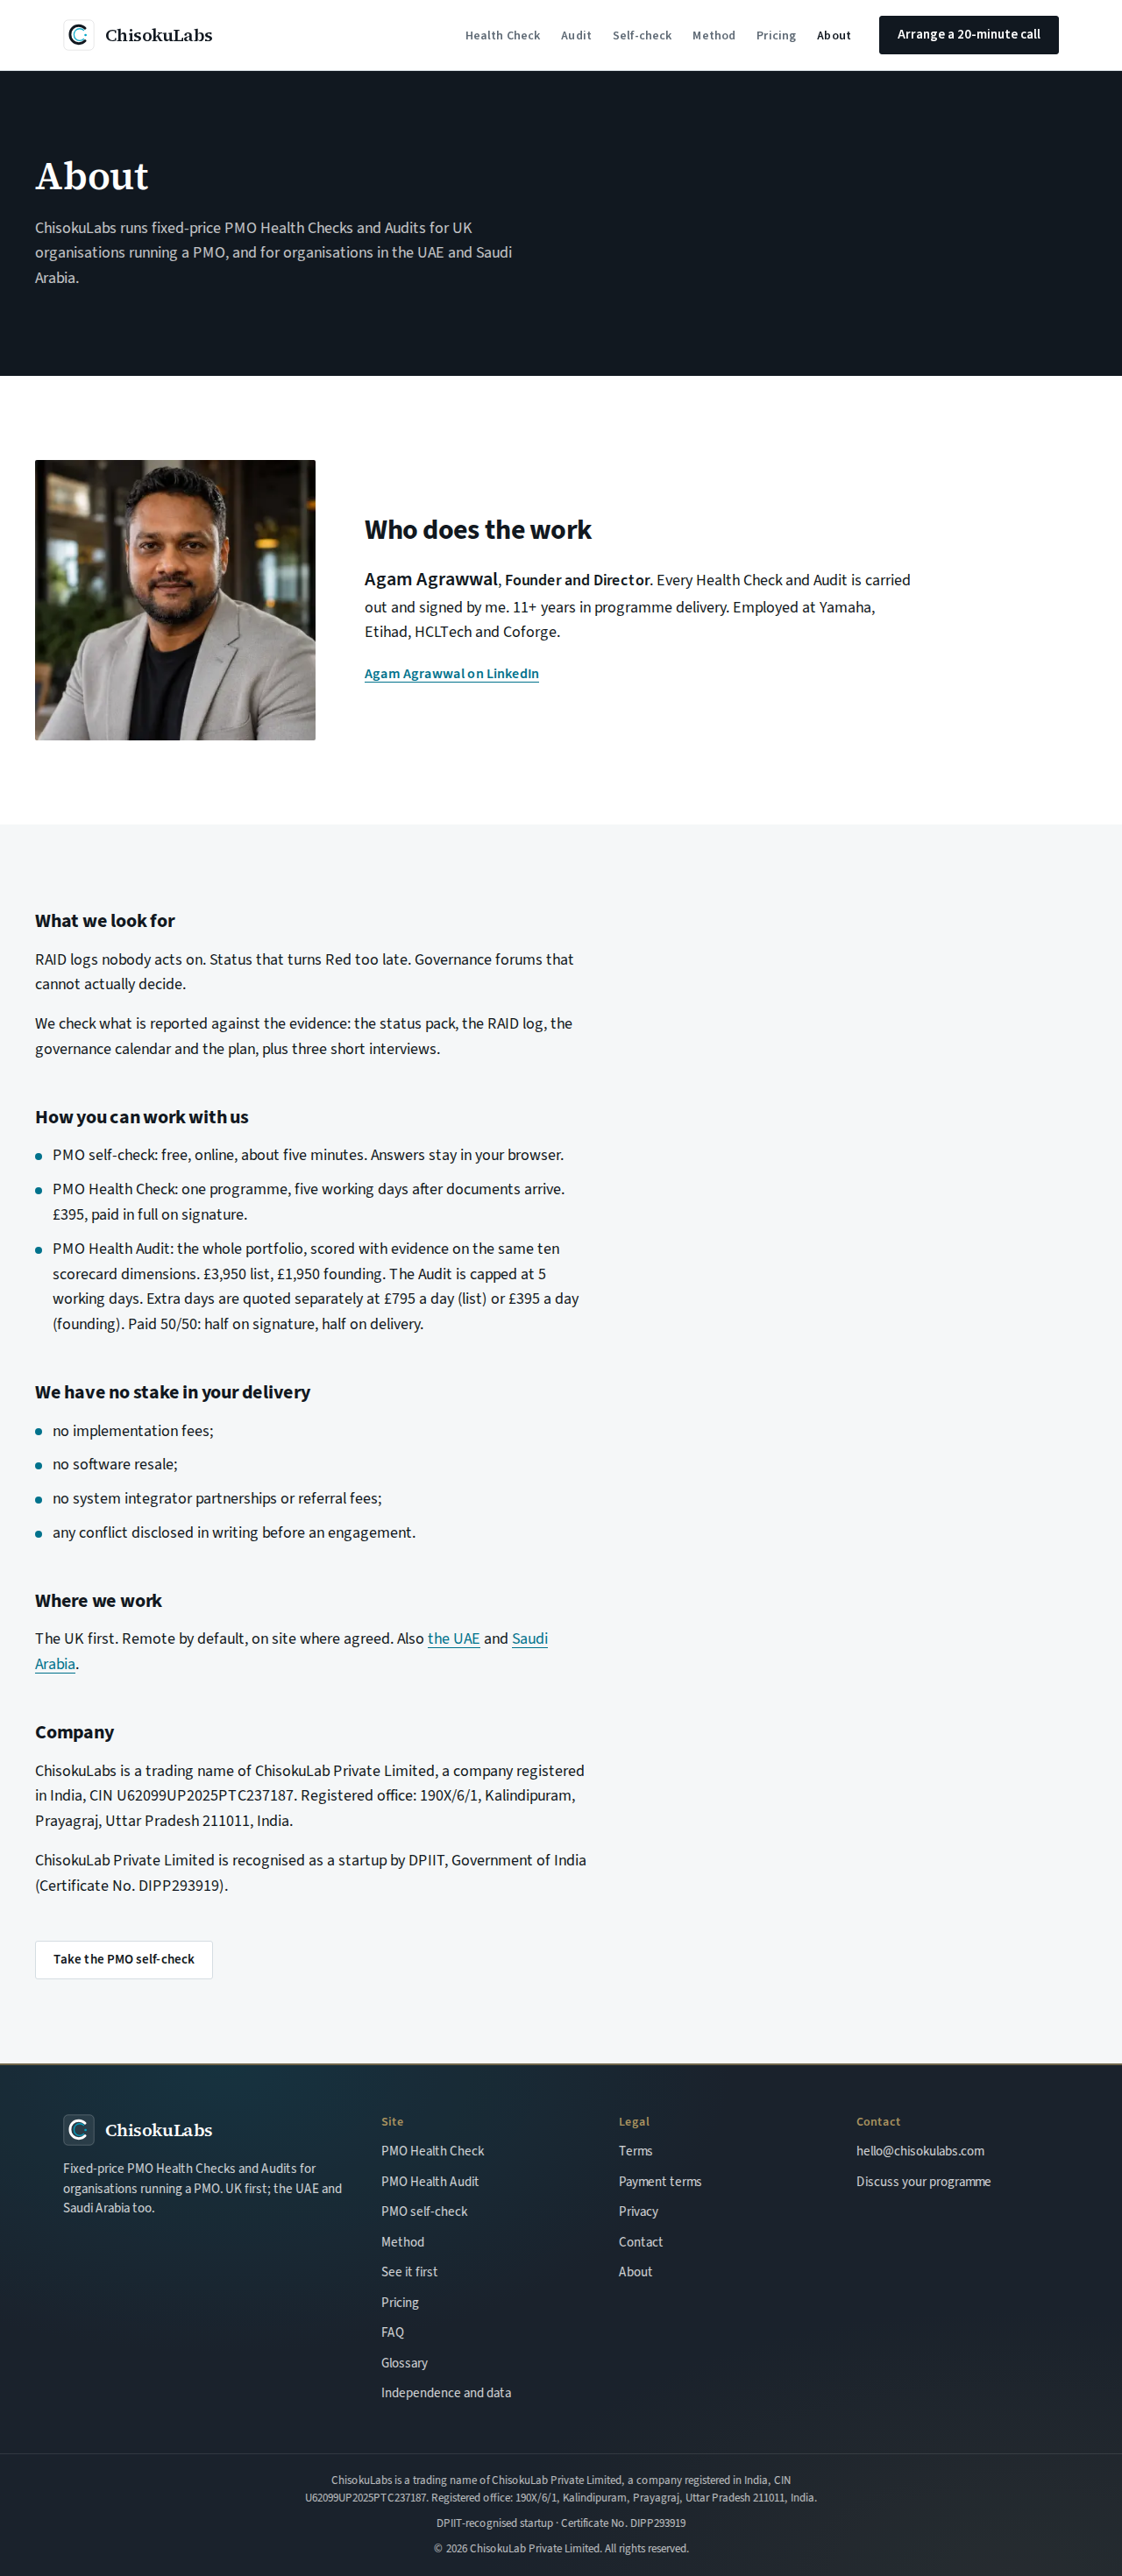 ChisokuLabs
Health Check
Audit
Self-check
Method
Pricing
About
Arrange a 20-minute call
About
ChisokuLabs runs fixed-price PMO Health Checks and Audits for UK
organisations running a PMO, and for organisations in the UAE and Saudi
Arabia.
Who does the work
Agam Agrawwal, Founder and Director. Every Health Check and Audit is carried
out and signed by me. 11+ years in programme delivery. Employed at Yamaha,
Etihad, HCLTech and Coforge.
Agam Agrawwal on LinkedIn
What we look for
RAID logs nobody acts on. Status that turns Red too late. Governance forums that
cannot actually decide.
We check what is reported against the evidence: the status pack, the RAID log, the
governance calendar and the plan, plus three short interviews.
How you can work with us
PMO self-check: free, online, about five minutes. Answers stay in your browser.
PMO Health Check: one programme, five working days after documents arrive.
£395, paid in full on signature.
PMO Health Audit: the whole portfolio, scored with evidence on the same ten
scorecard dimensions. £3,950 list, £1,950 founding. The Audit is capped at 5
working days. Extra days are quoted separately at £795 a day (list) or £395 a day
(founding). Paid 50/50: half on signature, half on delivery.
We have no stake in your delivery
no implementation fees;
no software resale;
no system integrator partnerships or referral fees;
any conflict disclosed in writing before an engagement.
Where we work
The UK first. Remote by default, on site where agreed. Also the UAE and Saudi
Arabia.
Company
ChisokuLabs is a trading name of ChisokuLab Private Limited, a company registered
in India, CIN U62099UP2025PTC237187. Registered office: 190X/6/1, Kalindipuram,
Prayagraj, Uttar Pradesh 211011, India.
ChisokuLab Private Limited is recognised as a startup by DPIIT, Government of India
(Certificate No. DIPP293919).
Take the PMO self-check
ChisokuLabs
Fixed-price PMO Health Checks and Audits for
organisations running a PMO. UK first; the UAE and
Saudi Arabia too.
Site
PMO Health Check
PMO Health Audit
PMO self-check
Method
See it first
Pricing
FAQ
Glossary
Independence and data
Legal
Terms
Payment terms
Privacy
Contact
About
Contact
hello@chisokulabs.com
Discuss your programme
ChisokuLabs is a trading name of ChisokuLab Private Limited, a company registered in India, CIN
U62099UP2025PTC237187. Registered office: 190X/6/1, Kalindipuram, Prayagraj, Uttar Pradesh 211011, India.
DPIIT-recognised startup · Certificate No. DIPP293919
© 2026 ChisokuLab Private Limited. All rights reserved.